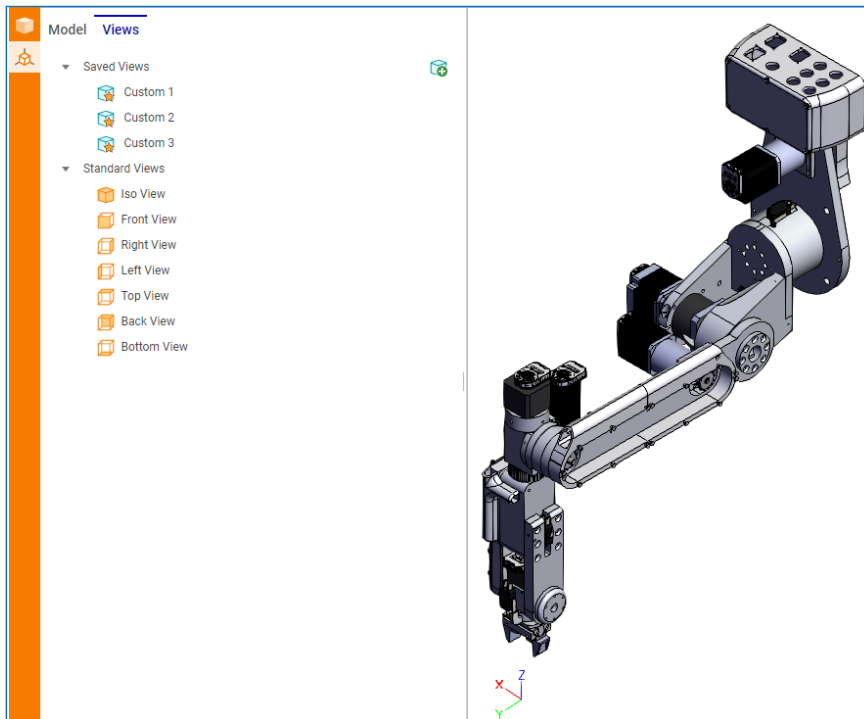 Model Views
Saved Views
Custom 1
Custom 2
Custom 3
Standard Views
Iso View
Front View
Right View
Left View
Top View
Back View
Bottom View
Z
X
Y